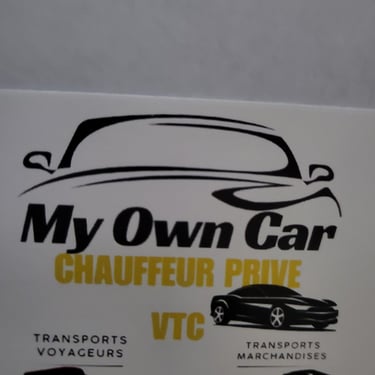 My Own Car
CHAUFFEUR PRIVE
VTC
TRANSPORTS
VOYAGEURS
TRANSPORTS
MARCHANDISES